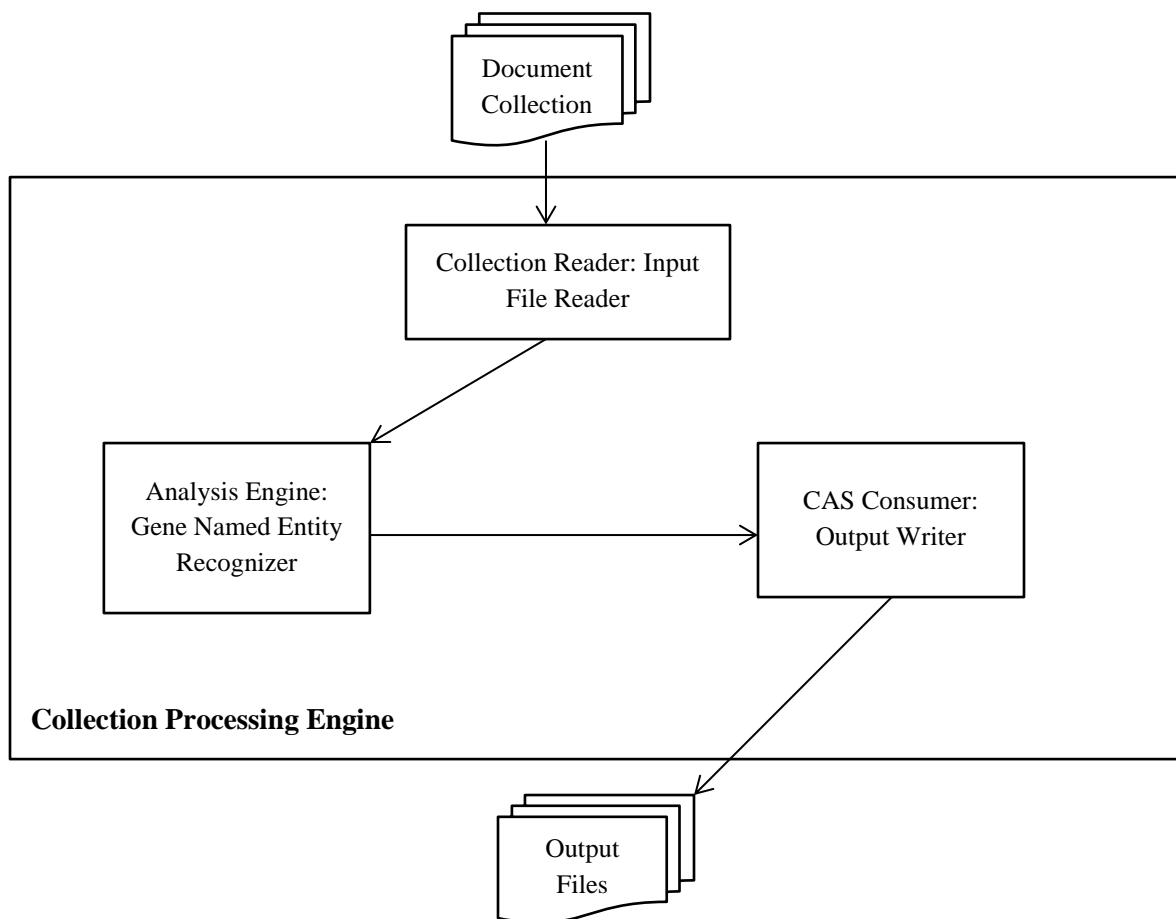 Document
Collection
Collection Reader: Input
File Reader
Analysis Engine:
Gene Named Entity
Recognizer
CAS Consumer:
Output Writer
Collection Processing Engine
Output
Files